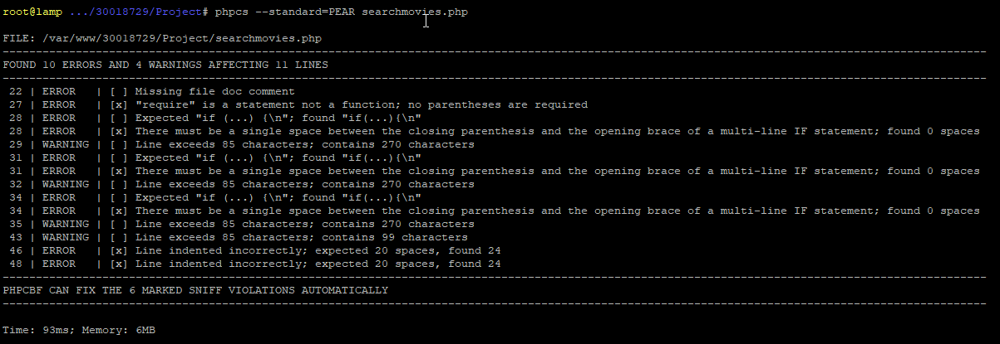 root@lamp .../30018729/Project# phpcs --standard=PEAR searchmovies.php
FILE: /var/www/30018729/Project/searchmovies.php
--------------------------------------------------------------------------------------------------------------------------------------------------
FOUND 10 ERRORS AND 4 WARNINGS AFFECTING 11 LINES
--------------------------------------------------------------------------------------------------------------------------------------------------
 22 | ERROR   | [ ] Missing file doc comment
 27 | ERROR   | [x] "require" is a statement not a function; no parentheses are required
 28 | ERROR   | [ ] Expected "if (...) {\n"; found "if(...){\n"
 28 | ERROR   | [x] There must be a single space between the closing parenthesis and the opening brace of a multi-line IF statement; found 0 spaces
 29 | WARNING | [ ] Line exceeds 85 characters; contains 270 characters
 31 | ERROR   | [ ] Expected "if (...) {\n"; found "if(...){\n"
 31 | ERROR   | [x] There must be a single space between the closing parenthesis and the opening brace of a multi-line IF statement; found 0 spaces
 32 | WARNING | [ ] Line exceeds 85 characters; contains 270 characters
 34 | ERROR   | [ ] Expected "if (...) {\n"; found "if(...){\n"
 34 | ERROR   | [x] There must be a single space between the closing parenthesis and the opening brace of a multi-line IF statement; found 0 spaces
 35 | WARNING | [ ] Line exceeds 85 characters; contains 270 characters
 43 | WARNING | [ ] Line exceeds 85 characters; contains 99 characters
 46 | ERROR   | [x] Line indented incorrectly; expected 20 spaces, found 24
 48 | ERROR   | [x] Line indented incorrectly; expected 20 spaces, found 24
--------------------------------------------------------------------------------------------------------------------------------------------------
PHPCBF CAN FIX THE 6 MARKED SNIFF VIOLATIONS AUTOMATICALLY
--------------------------------------------------------------------------------------------------------------------------------------------------
Time: 93ms; Memory: 6MB